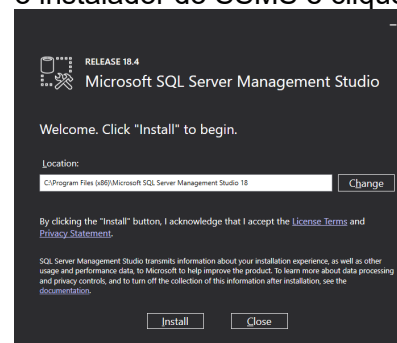 o instalador do SSMS e clique
RELEASE 18.4
Microsoft SQL Server Management Studio
Welcome. Click "Install" to begin.
Location:
C:\Program Files (x86)\Microsoft SQL Server Management Studio 18
Change
By clicking the "Install" button, I acknowledge that I accept the License Terms and
Privacy Statement.
SQL Server Management Studio transmits information about your installation experience, as well as other
usage and performance data, to Microsoft to help improve the product. To learn more about data processing
and privacy controls, and to turn off the collection of this information after installation, see the
documentation.
Install Close